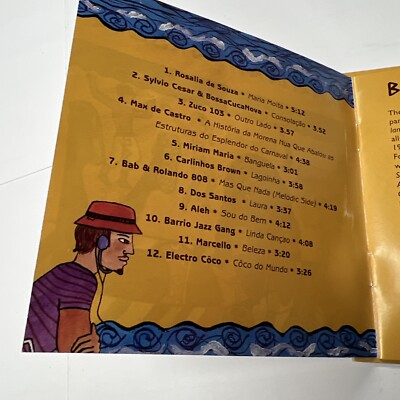 1. Rosalia de Souza • Maria Moita • 5:12
2. Sylvio Cesar & BossaCucaNova • Consolação • 3:52
3. Zuco 103 • Outro Lado • 3:57
4. Max de Castro • A História da Morena Nua Que Abalou as
Estruturas do Esplendor do Carnaval • 4:38
5. Miriam Maria • Banguela • 3:01
6. Carlinhos Brown • Lagoinha • 3:58
7. Bab & Rolando 808 • Mas Que Nada (Melodic Side) • 4:19
8. Dos Santos • Laura • 3:37
9. Aleh • Sou do Bem • 4:12
10. Barrio Jazz Gang • Linda Canção • 4:08
11. Marcello • Beleza • 3:20
12. Electro Côco • Côco do Mundo • 3:26
B
The